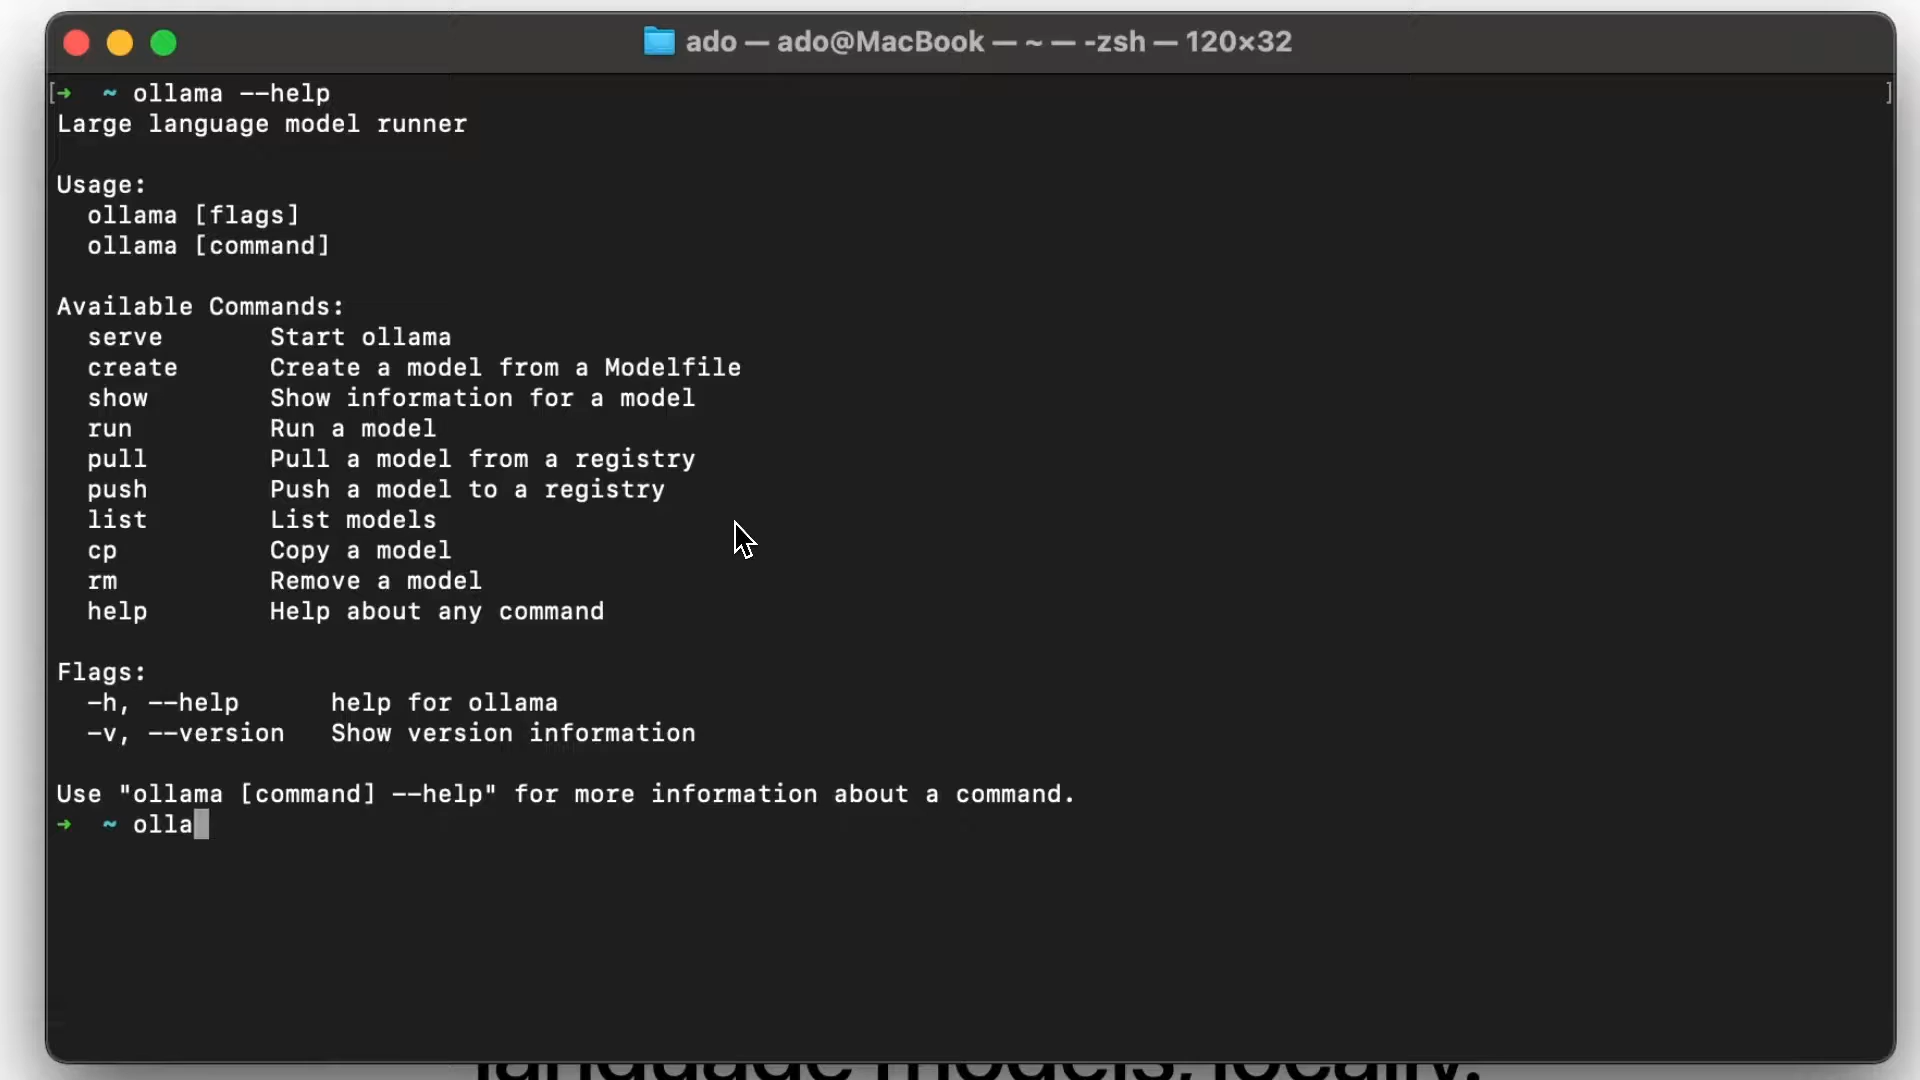 ado — ado@MacBook — ~ — -zsh — 120×32
[➜  ~ ollama --help ]
Large language model runner
Usage:
ollama [flags]
ollama [command]
Available Commands:
serve       Start ollama
create      Create a model from a Modelfile
show        Show information for a model
run         Run a model
pull        Pull a model from a registry
push        Push a model to a registry
list        List models
cp          Copy a model
rm          Remove a model
help        Help about any command
Flags:
-h, --help      help for ollama
-v, --version   Show version information
Use "ollama [command] --help" for more information about a command.
➜  ~ olla
language models, locally.